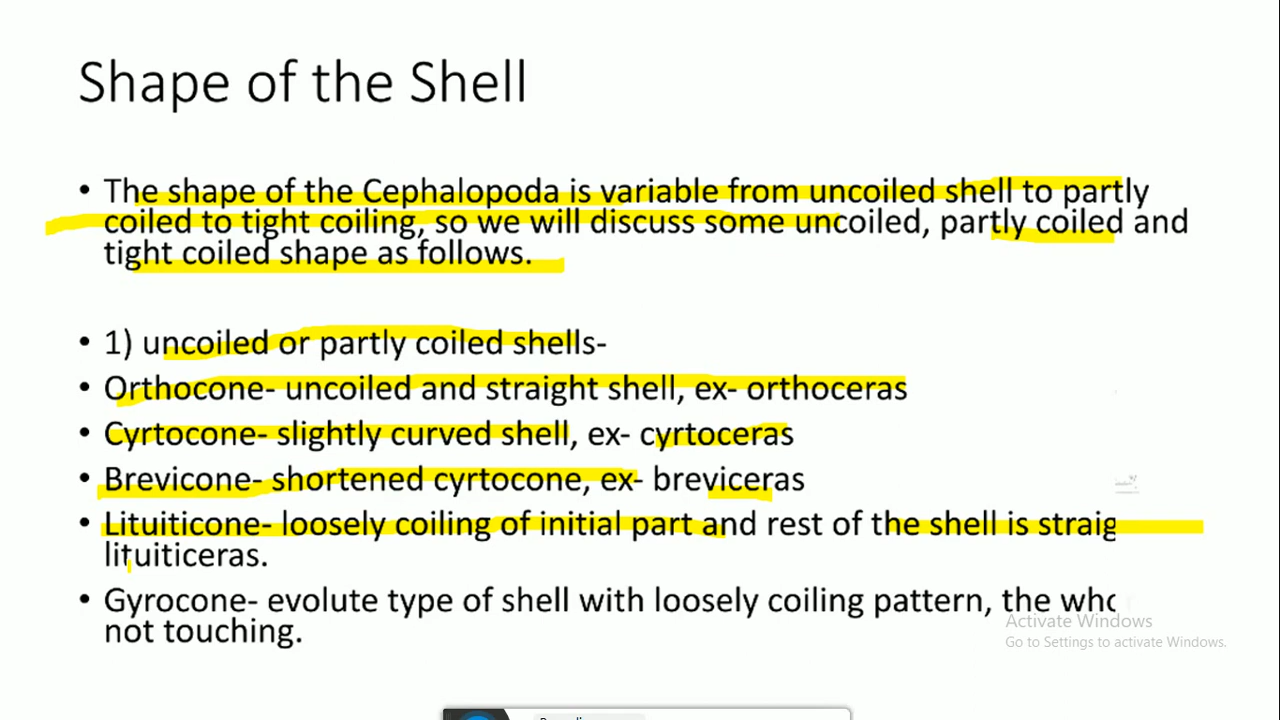 Shape of the Shell
• The shape of the Cephalopoda is variable from uncoiled shell to partly
coiled to tight coiling, so we will discuss some uncoiled, partly coiled and
tight coiled shape as follows.
• 1) uncoiled or partly coiled shells-
• Orthocone- uncoiled and straight shell, ex- orthoceras
• Cyrtocone- slightly curved shell, ex- cyrtoceras
• Brevicone- shortened cyrtocone, ex- breviceras
• Lituiticone- loosely coiling of initial part and rest of the shell is
lituiticeras.
• Gyrocone- evolute type of shell with loosely coiling pattern, the
not touching.
Activate Windows
Go to Settings to activate Windows.